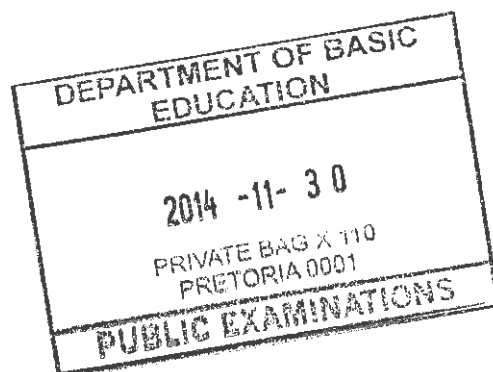 DEPARTMENT OF BASIC
EDUCATION
2014 -11- 30
PRIVATE BAG X 110
PRETORIA 0001
PUBLIC EXAMINATIONS